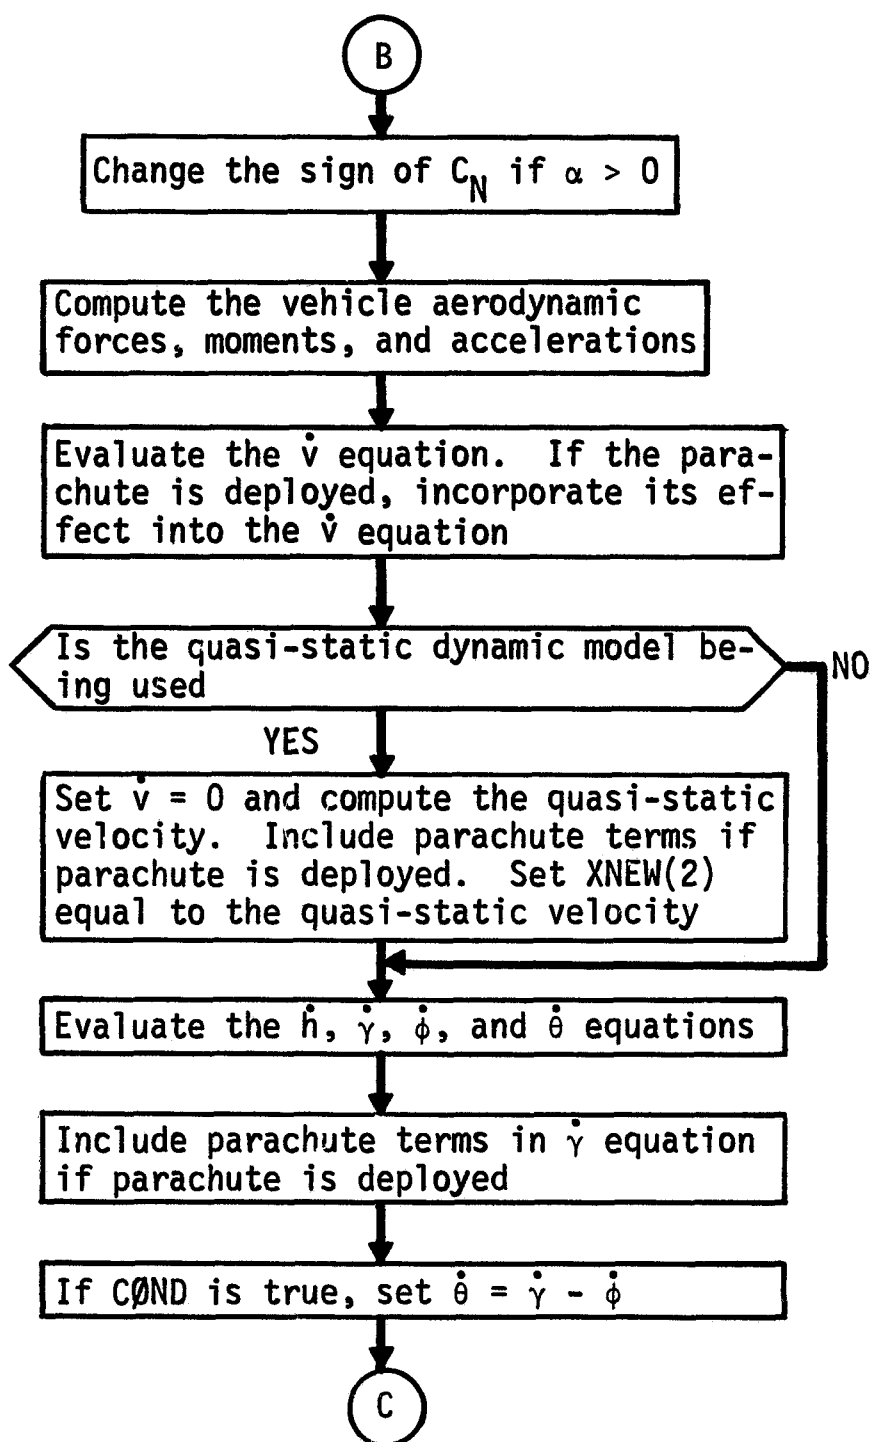 B
Change the sign of C_N if α > 0
Compute the vehicle aerodynamic
forces, moments, and accelerations
Evaluate the v̇ equation.  If the para-
chute is deployed, incorporate its ef-
fect into the v̇ equation
Is the quasi-static dynamic model be-
ing used
NO
YES
Set v̇ = 0 and compute the quasi-static
velocity.  Include parachute terms if
parachute is deployed.  Set XNEW(2)
equal to the quasi-static velocity
Evaluate the ḣ, γ̇, φ̇, and θ̇ equations
Include parachute terms in γ̇ equation
if parachute is deployed
If CØND is true, set θ̇ = γ̇ - φ̇
C